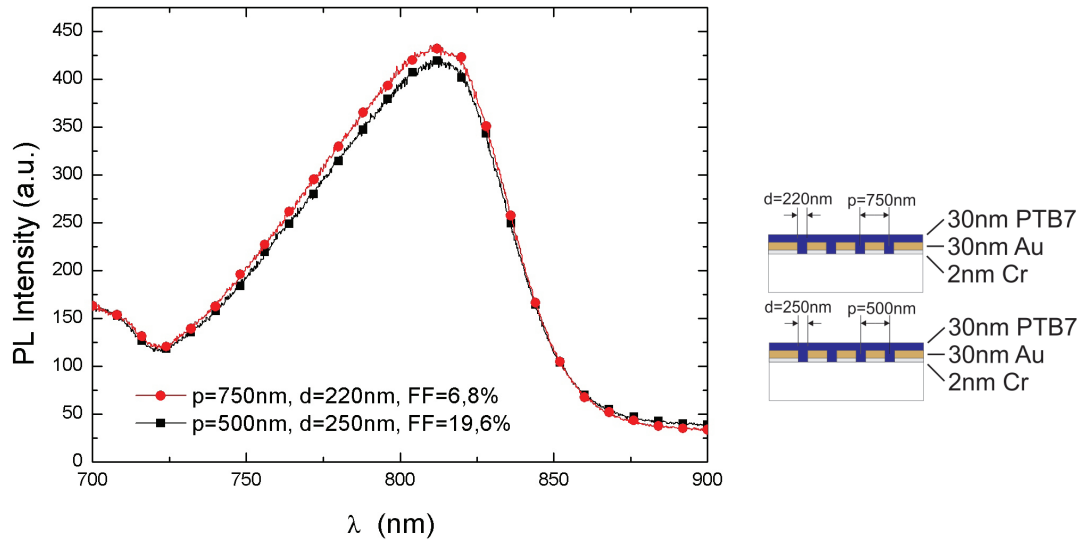 PL Intensity (a.u.)
450
400
350
300
250
200
150
100
50
0
700
750
800
850
900
λ (nm)
p=750nm, d=220nm, FF=6,8%
p=500nm, d=250nm, FF=19,6%
d=220nm
p=750nm
30nm PTB7
30nm Au
2nm Cr
d=250nm
p=500nm
30nm PTB7
30nm Au
2nm Cr